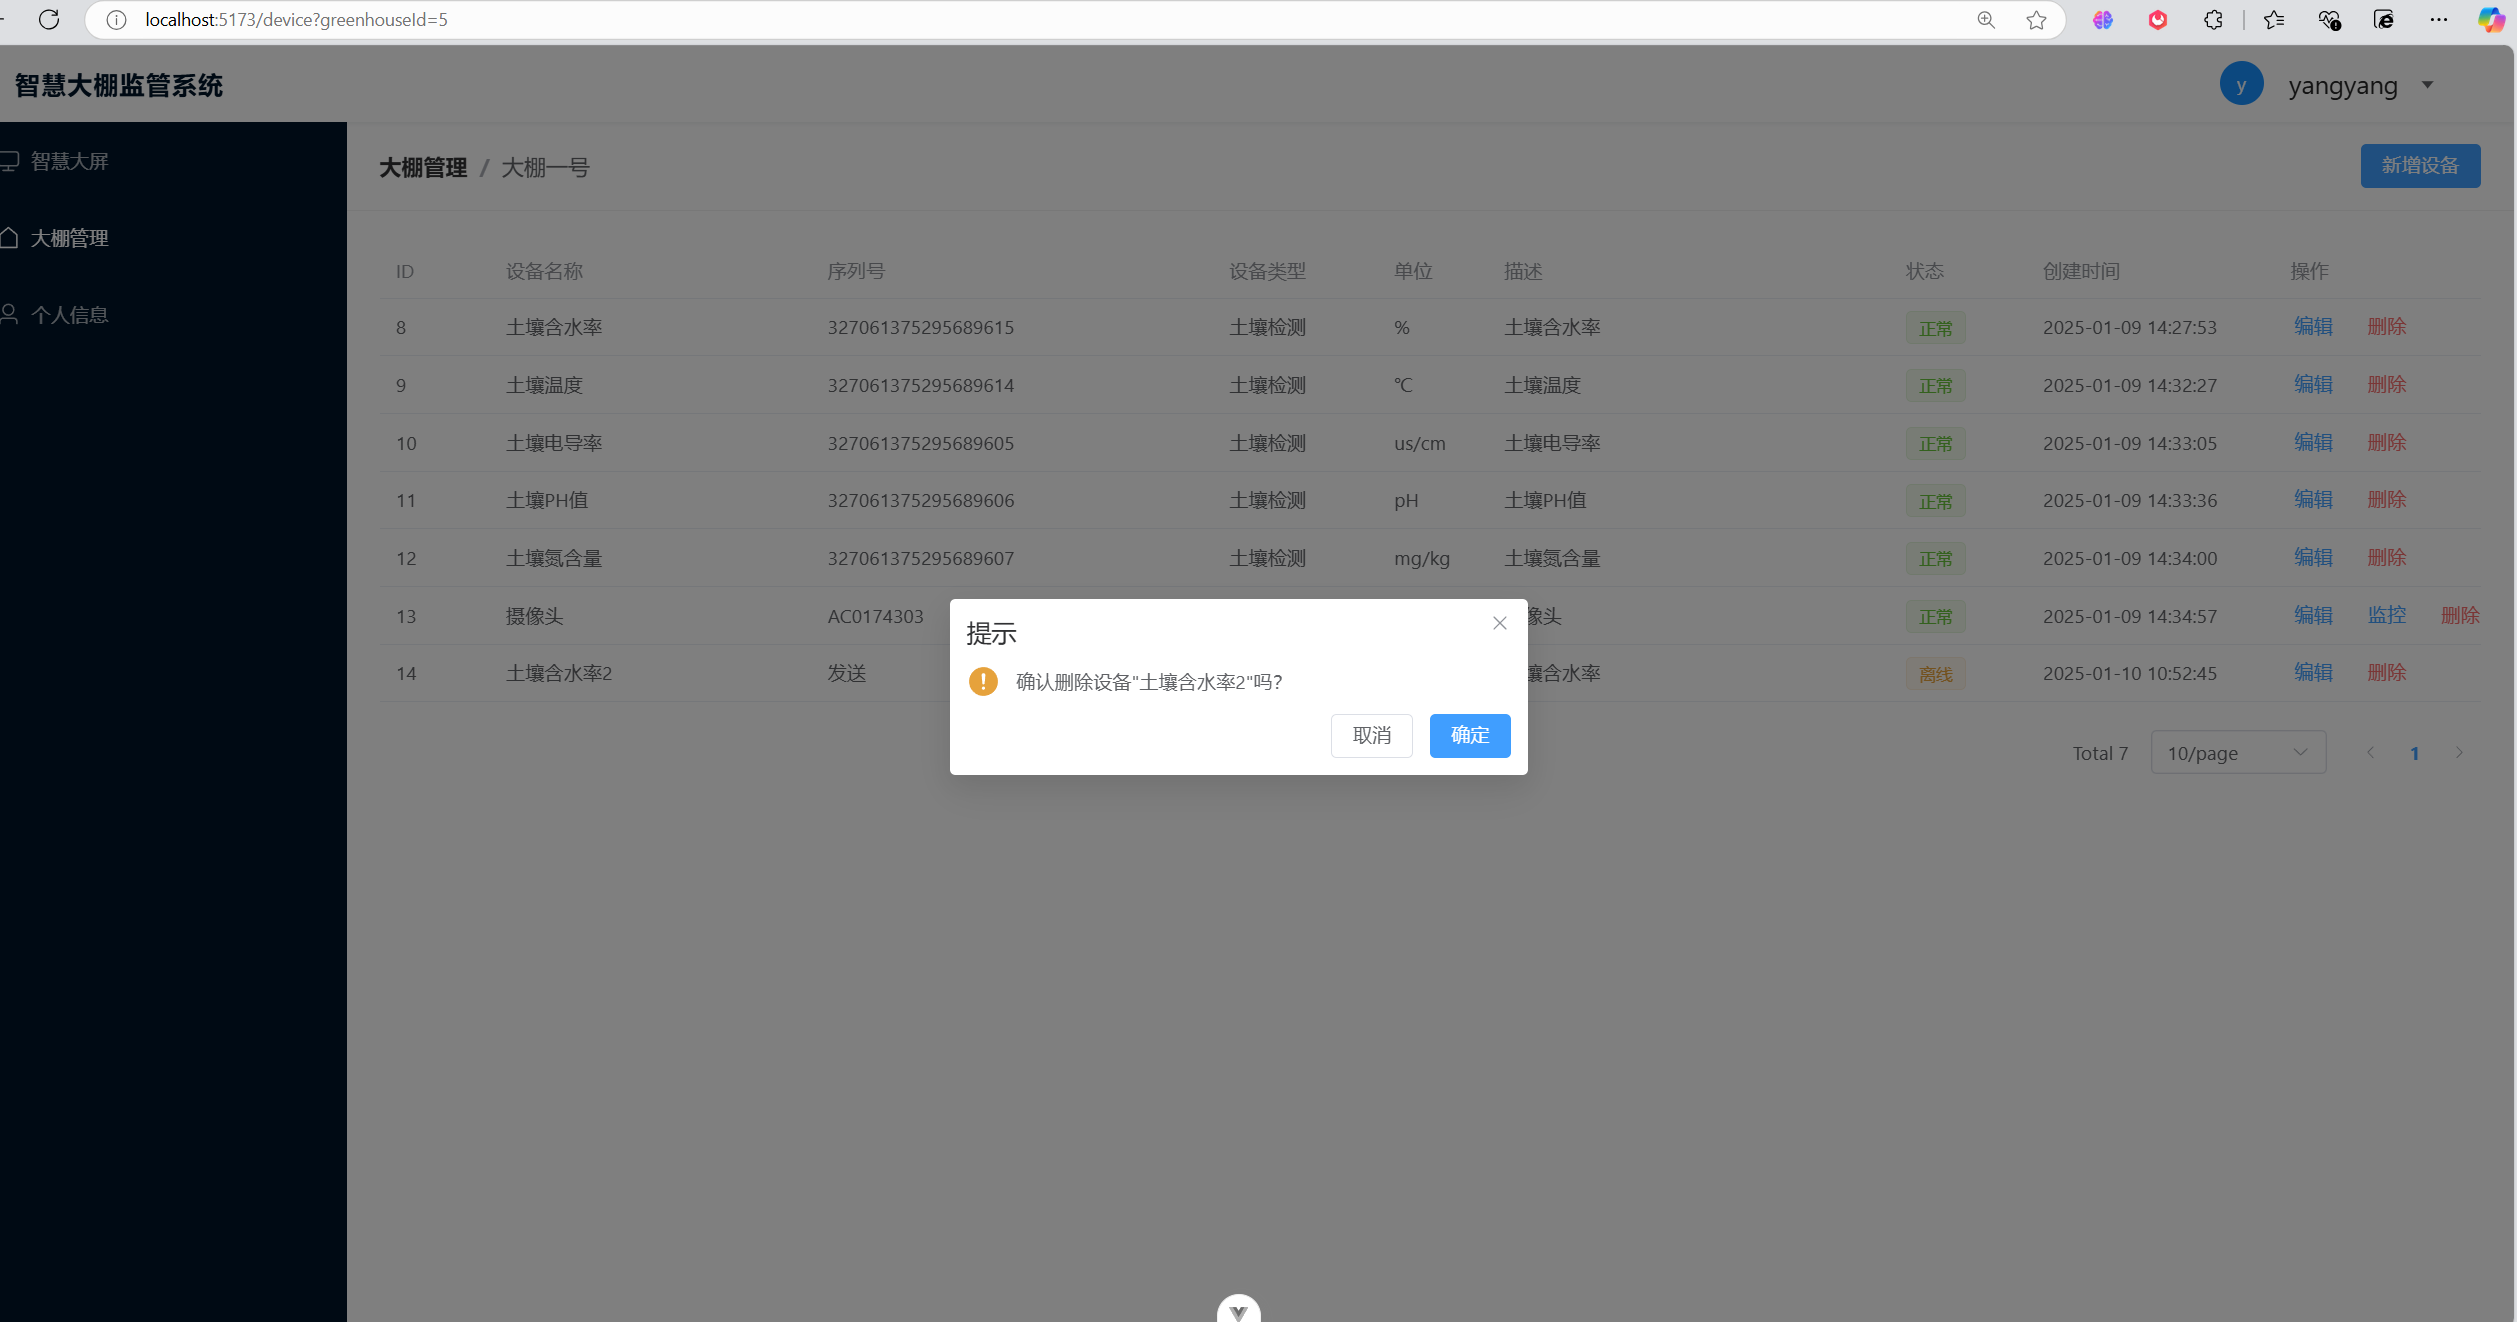 localhost:5173/device?greenhouseId=5
智慧大棚监管系统
y yangyang
智慧大屏
大棚管理
个人信息
大棚管理 / 大棚一号
新增设备
ID 设备名称 序列号 设备类型 单位 描述 状态 创建时间 操作
8 土壤含水率 327061375295689615 土壤检测 % 土壤含水率 正常 2025-01-09 14:27:53 编辑 删除
9 土壤温度 327061375295689614 土壤检测 ℃ 土壤温度 正常 2025-01-09 14:32:27 编辑 删除
10 土壤电导率 327061375295689605 土壤检测 us/cm 土壤电导率 正常 2025-01-09 14:33:05 编辑 删除
11 土壤PH值 327061375295689606 土壤检测 pH 土壤PH值 正常 2025-01-09 14:33:36 编辑 删除
12 土壤氮含量 327061375295689607 土壤检测 mg/kg 土壤氮含量 正常 2025-01-09 14:34:00 编辑 删除
13 摄像头 AC0174303 像头 正常 2025-01-09 14:34:57 编辑 监控 删除
14 土壤含水率2 发送 壤含水率 离线 2025-01-10 10:52:45 编辑 删除
提示
确认删除设备"土壤含水率2"吗?
取消 确定
Total 7 10/page 1